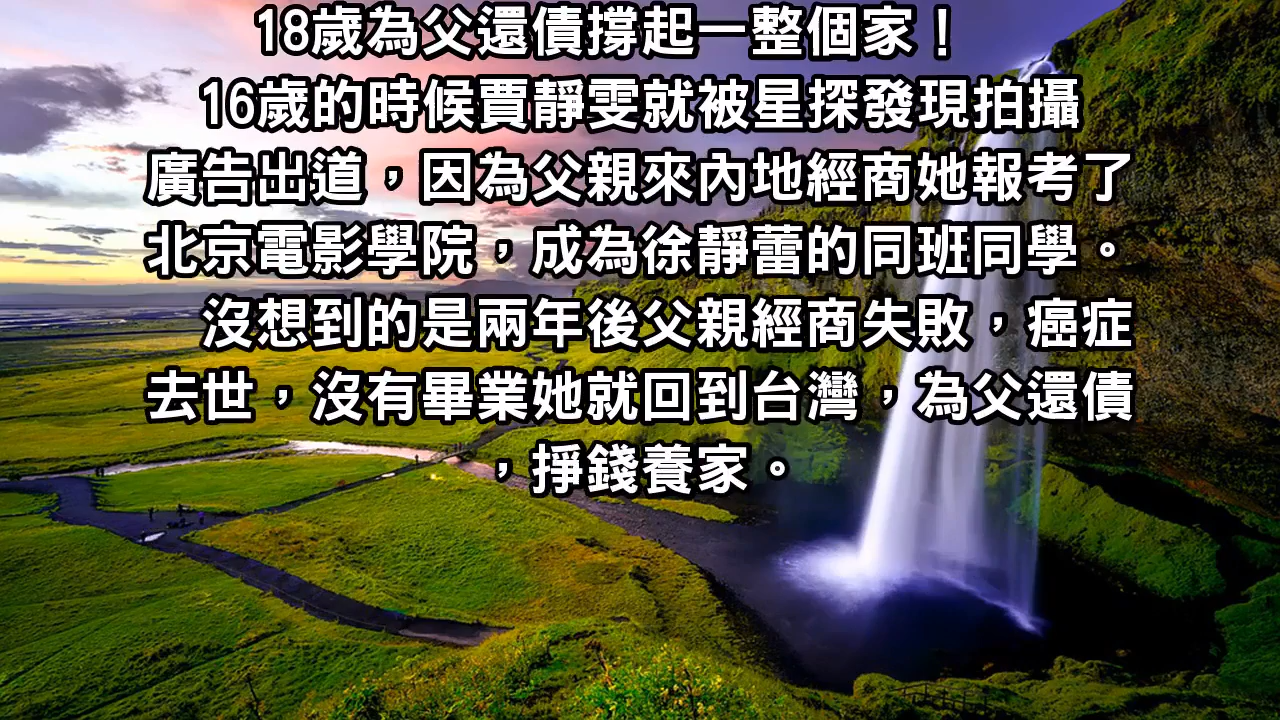 18歲為父還債撐起一整個家！
16歲的時候賈靜雯就被星探發現拍攝
廣告出道，因為父親來內地經商她報考了
北京電影學院，成為徐靜蕾的同班同學。
沒想到的是兩年後父親經商失敗，癌症
去世，沒有畢業她就回到台灣，為父還債
，掙錢養家。